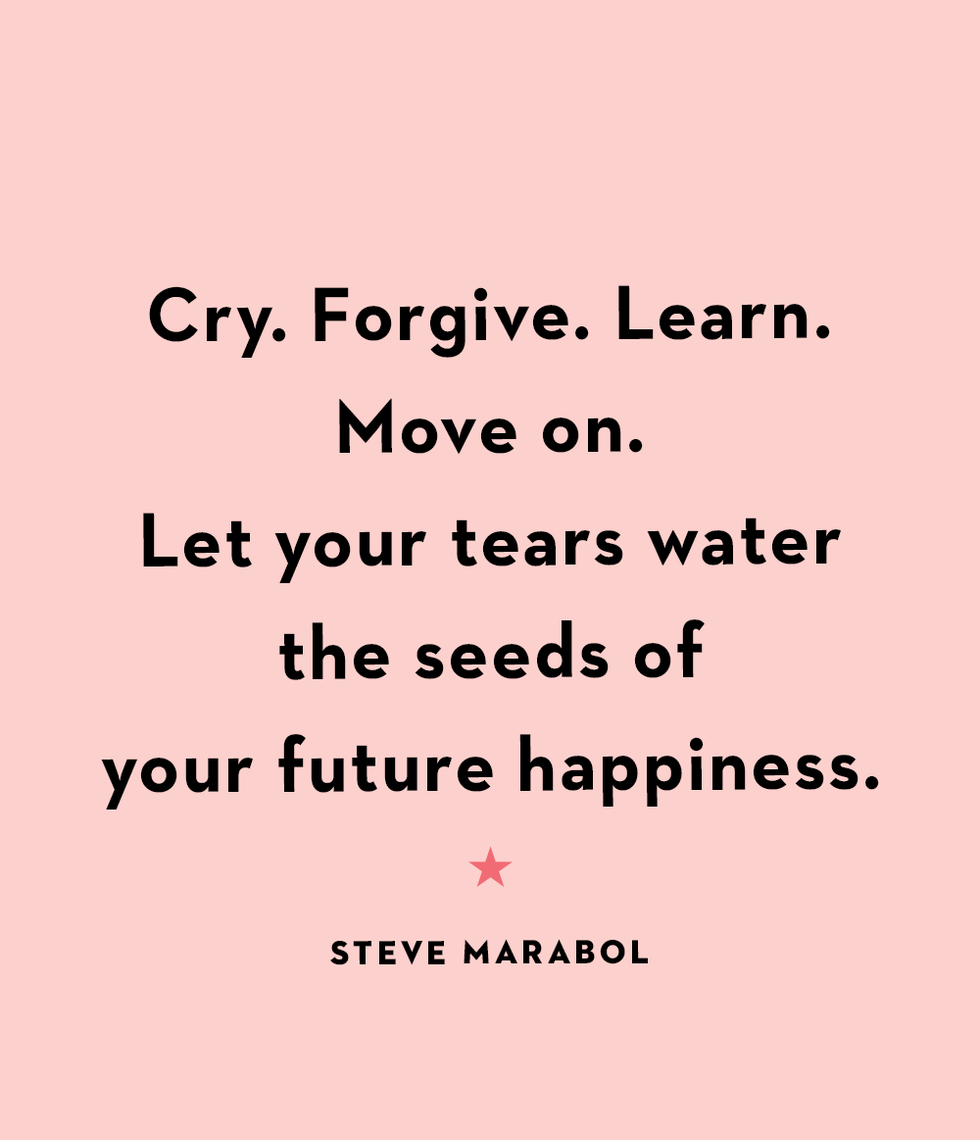 Cry. Forgive. Learn.
Move on.
Let your tears water
the seeds of
your future happiness.
STEVE MARABOL